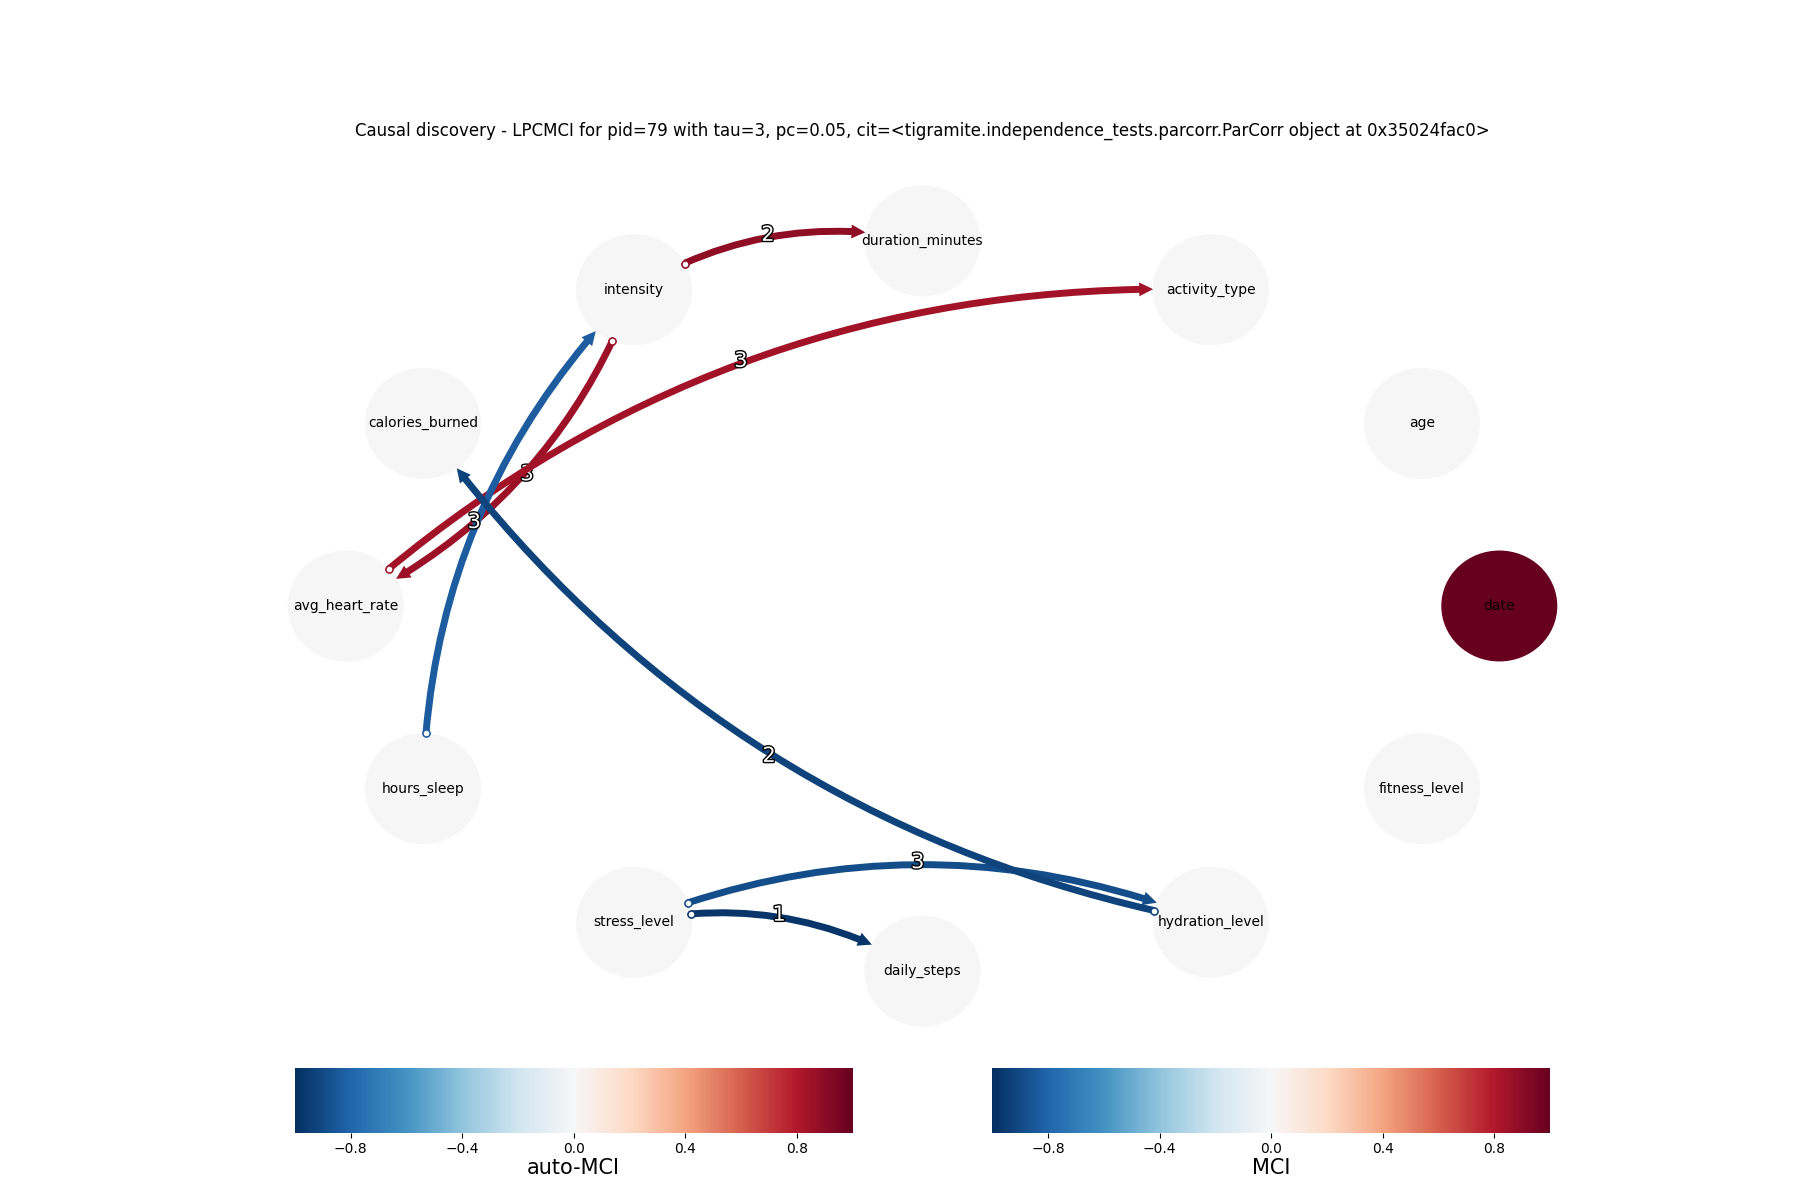 Causal discovery - LPCMCI for pid=79 with tau=3, pc=0.05, cit=<tigramite.independence_tests.parcorr.ParCorr object at 0x35024fac0>
2
duration_minutes
intensity
activity_type
3
calories_burned
age
3
3
avg_heart_rate
date
2
hours_sleep
fitness_level
3
1
stress_level
hydration_level
daily_steps
−0.8 −0.4 0.0 0.4 0.8
auto-MCI
−0.8 −0.4 0.0 0.4 0.8
MCI